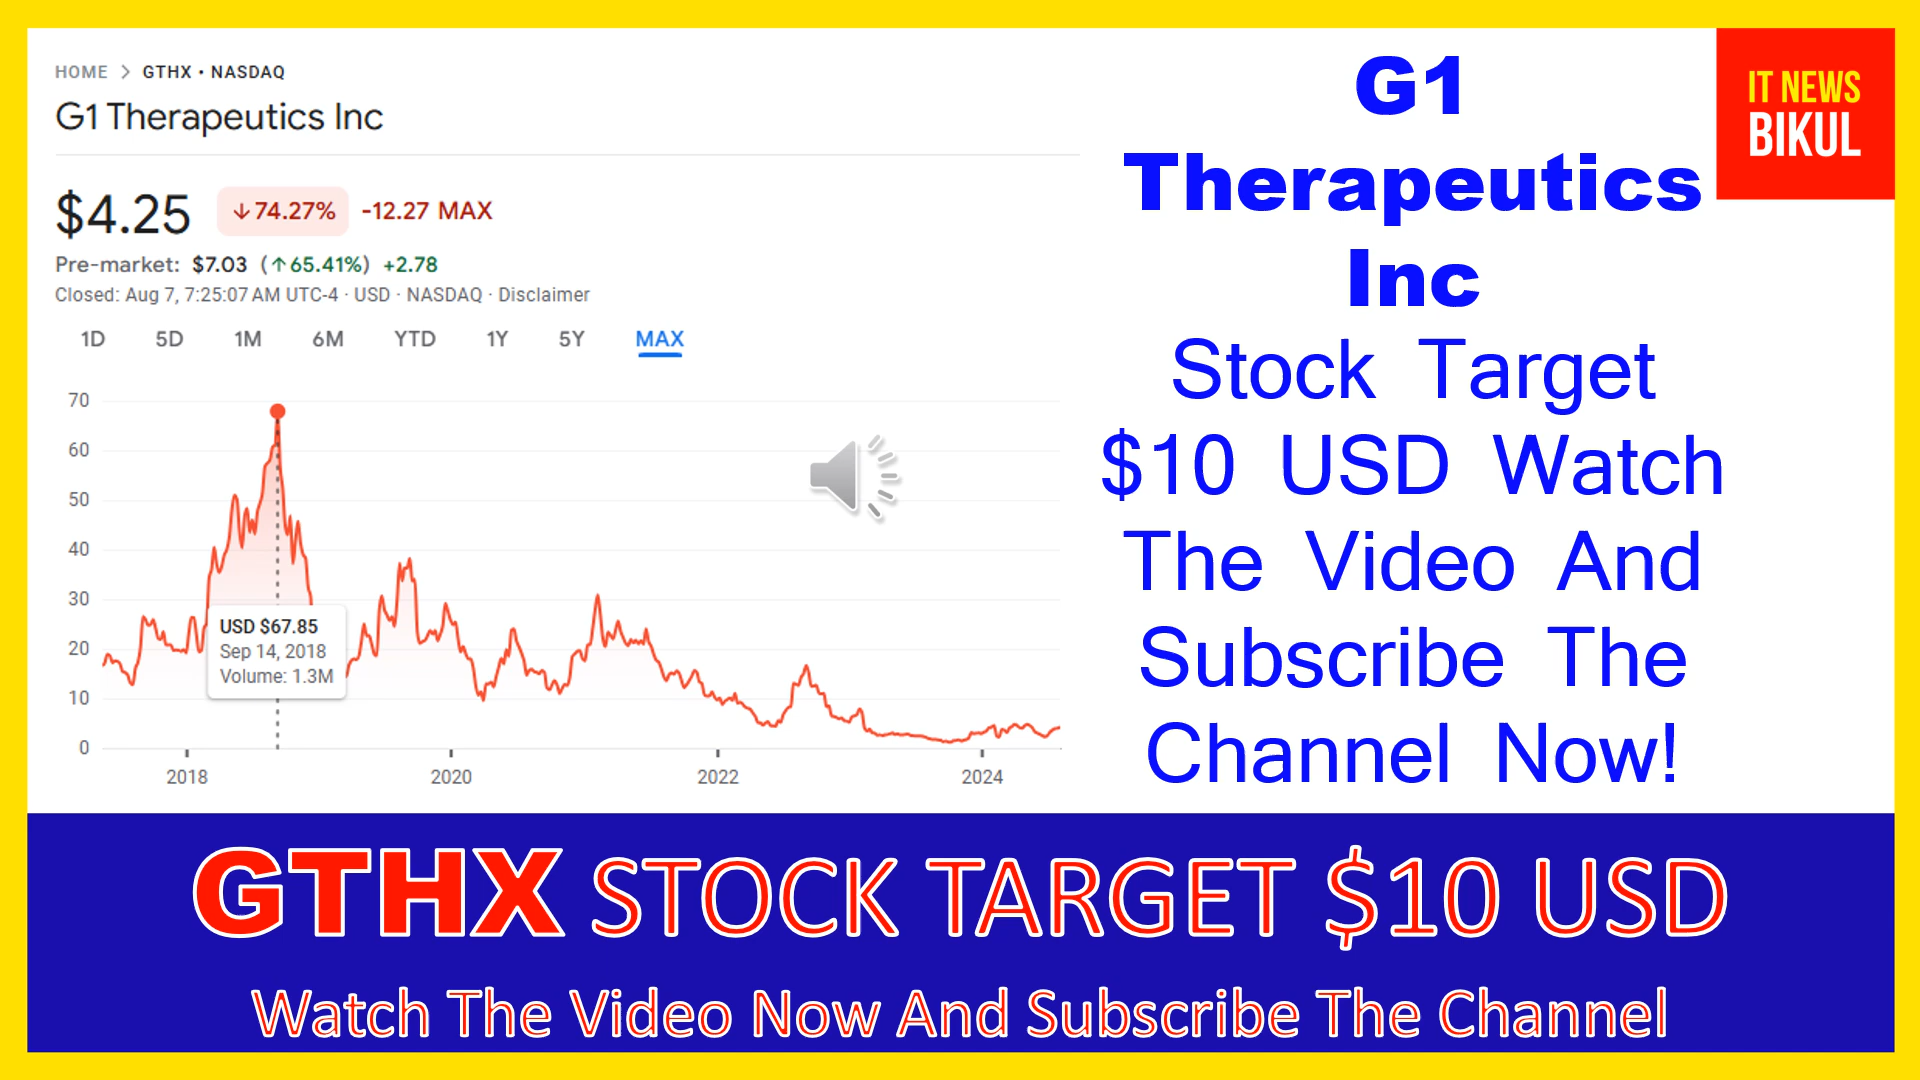 HOME > GTHX • NASDAQ
G1 Therapeutics Inc
$4.25 ↓74.27% -12.27 MAX
Pre-market: $7.03 (↑65.41%) +2.78
Closed: Aug 7, 7:25:07 AM UTC-4 · USD · NASDAQ · Disclaimer
1D 5D 1M 6M YTD 1Y 5Y MAX
70
60
50
40
30
20
10
0
USD $67.85
Sep 14, 2018
Volume: 1.3M
2018 2020 2022 2024
G1
Therapeutics
Inc
Stock Target
$10 USD Watch
The Video And
Subscribe The
Channel Now!
IT NEWS
BIKUL
GTHX STOCK TARGET $10 USD
Watch The Video Now And Subscribe The Channel